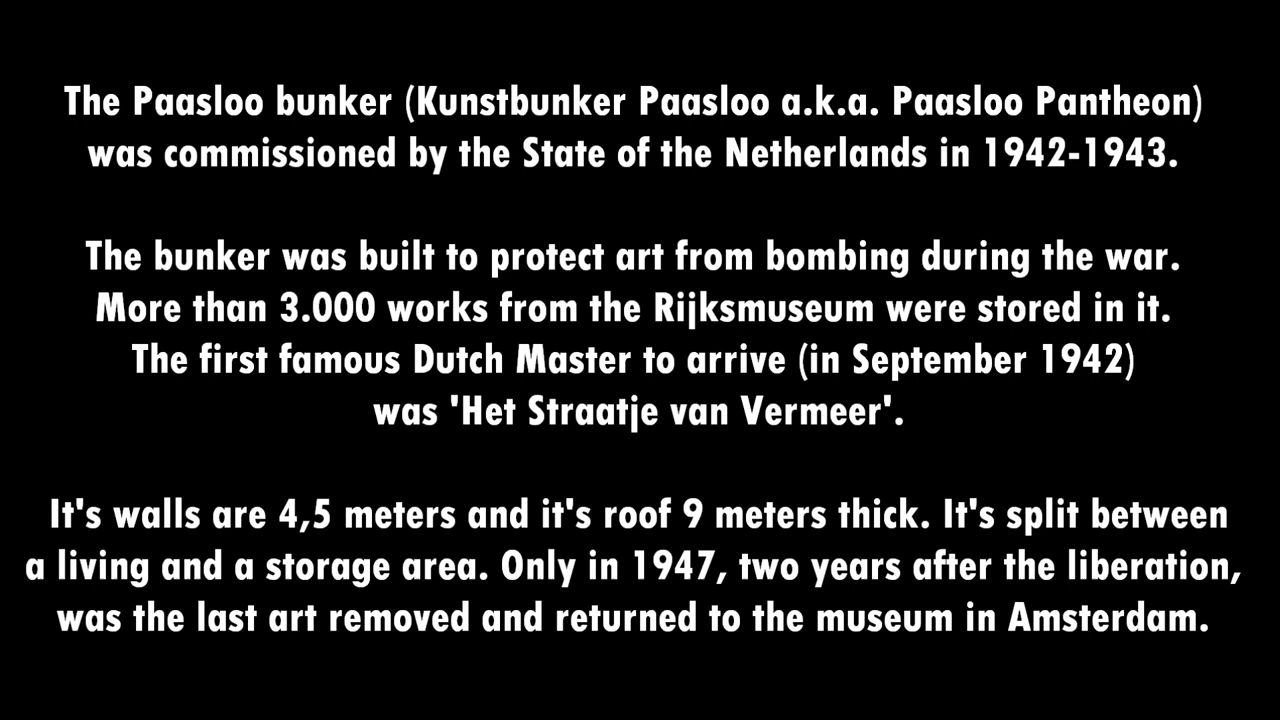 The Paasloo bunker (Kunstbunker Paasloo a.k.a. Paasloo Pantheon)
was commissioned by the State of the Netherlands in 1942-1943.
The bunker was built to protect art from bombing during the war.
More than 3.000 works from the Rijksmuseum were stored in it.
The first famous Dutch Master to arrive (in September 1942)
was 'Het Straatje van Vermeer'.
It's walls are 4,5 meters and it's roof 9 meters thick. It's split between
a living and a storage area. Only in 1947, two years after the liberation,
was the last art removed and returned to the museum in Amsterdam.